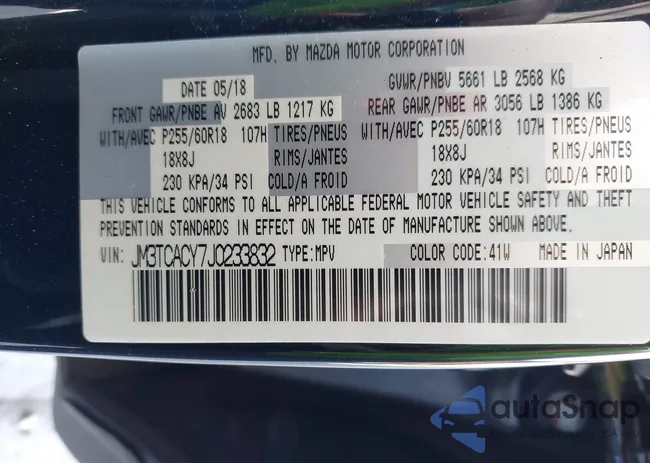 MFD. BY MAZDA MOTOR CORPORATION
DATE 05/18 GVWR/PNBV 5661 LB 2568 KG
FRONT GAWR/PNBE AV 2683 LB 1217 KG REAR GAWR/PNBE AR 3056 LB 1386 KG
WITH/AVEC P255/60R18 107H TIRES/PNEUS WITH/AVEC P255/60R18 107H TIRES/PNEUS
18X8J RIMS/JANTES 18X8J RIMS/JANTES
230 KPA/34 PSI COLD/A FROID 230 KPA/34 PSI COLD/A FROID
THIS VEHICLE CONFORMS TO ALL APPLICABLE FEDERAL MOTOR VEHICLE SAFETY AND THEFT
PREVENTION STANDARDS IN EFFECT ON THE DATE OF MANUFACTURE SHOWN ABOVE.
VIN: JM3TCACY7J0233832 TYPE:MPV COLOR CODE:41W MADE IN JAPAN
autoSnap